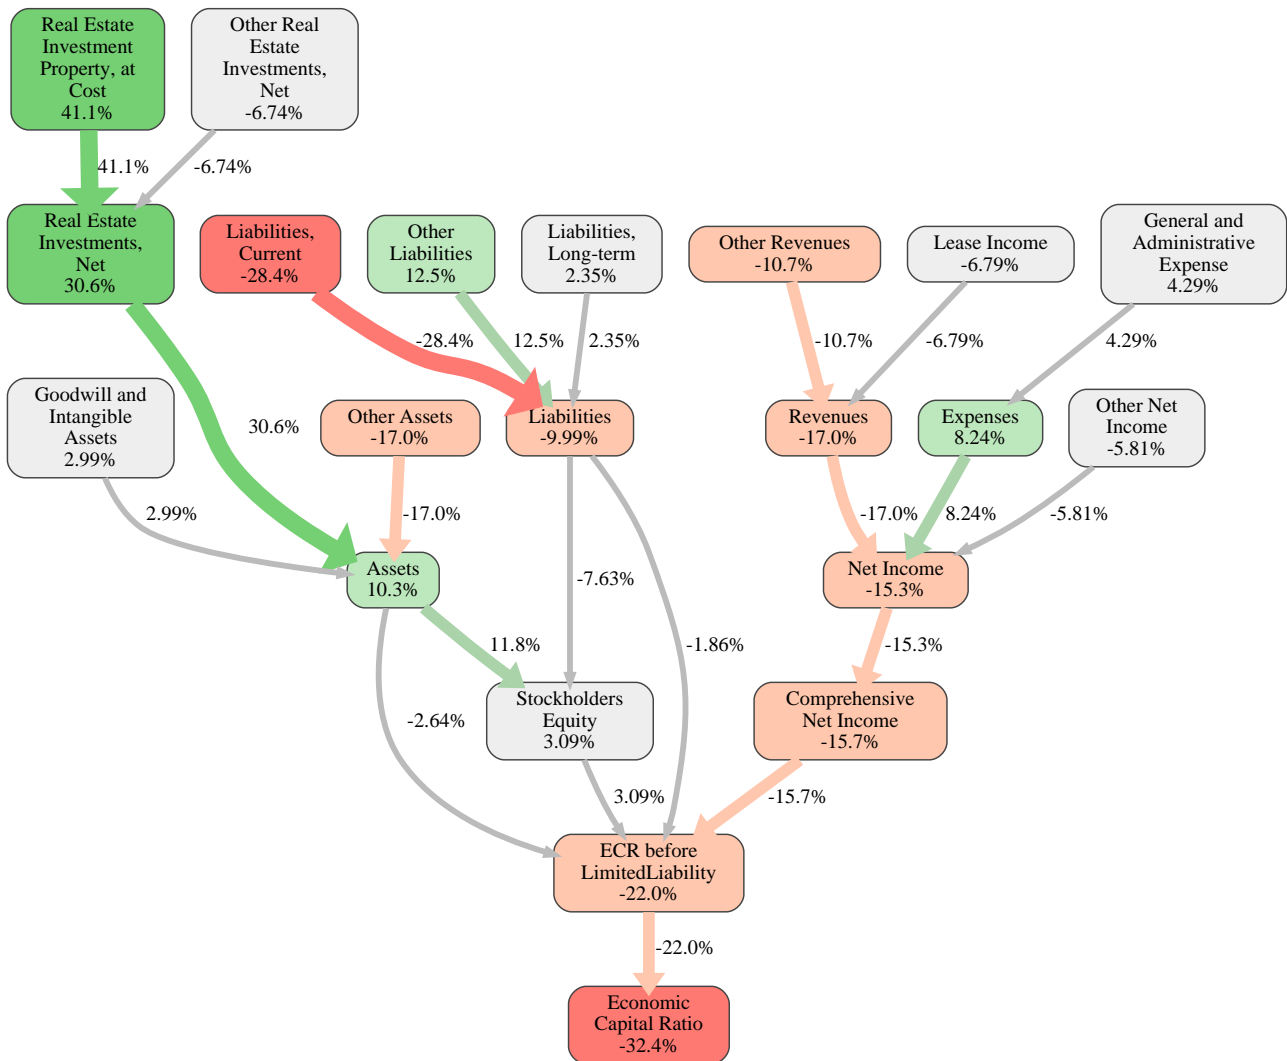 Real Estate
Investment
Property, at
Cost
41.1%
Other Real
Estate
Investments,
Net
-6.74%
41.1%
-6.74%
Real Estate
Investments,
Net
30.6%
Liabilities,
Current
-28.4%
Other
Liabilities
12.5%
Liabilities,
Long-term
2.35%
Other Revenues
-10.7%
Lease Income
-6.79%
General and
Administrative
Expense
4.29%
-28.4%
12.5%
2.35%
-10.7%
-6.79%
4.29%
Goodwill and
Intangible
Assets
2.99%
30.6%
Other Assets
-17.0%
Liabilities
-9.99%
Revenues
-17.0%
Expenses
8.24%
Other Net
Income
-5.81%
2.99%
-17.0%
-17.0%
8.24%
-5.81%
Assets
10.3%
-7.63%
Net Income
-15.3%
11.8%
-1.86%
-15.3%
-2.64%
Stockholders
Equity
3.09%
Comprehensive
Net Income
-15.7%
3.09%
-15.7%
ECR before
LimitedLiability
-22.0%
-22.0%
Economic
Capital Ratio
-32.4%